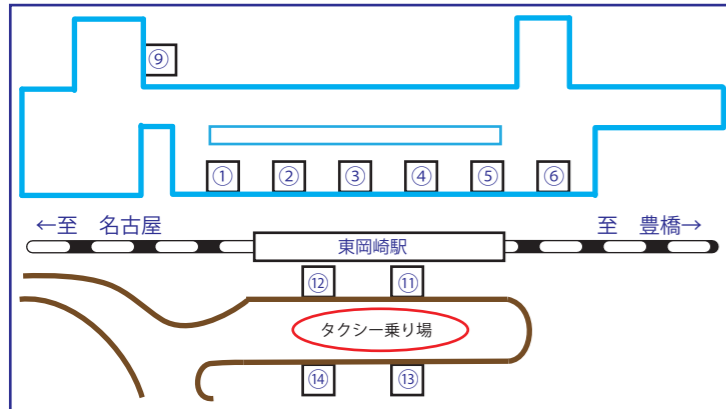 ⑨
① ② ③ ④ ⑤ ⑥
←至 名古屋
至 豊橋→
東岡崎駅
⑫ ⑪
タクシー乗り場
⑭ ⑬